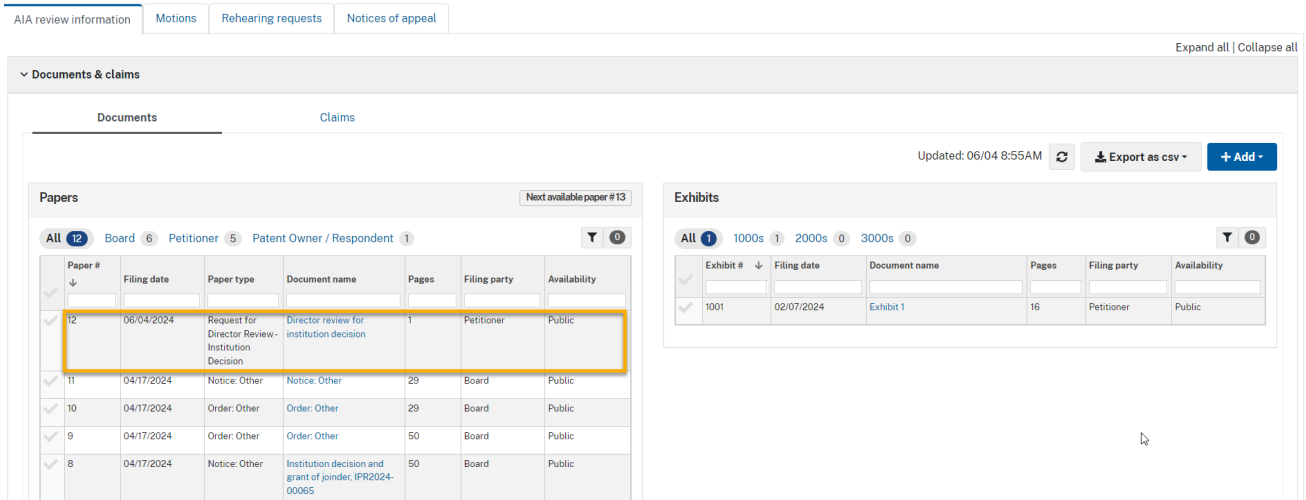 AIA review information Motions Rehearing requests Notices of appeal
Expand all | Collapse all
Documents & claims
Documents Claims
Updated: 06/04 8:55AM Export as csv + Add
Papers Next available paper # 13
All 12 Board 6 Petitioner 5 Patent Owner / Respondent 1 0
Paper # Filing date Paper type Document name Pages Filing party Availability
12 06/04/2024 Request for Director Review - Institution Decision Director review for institution decision 1 Petitioner Public
11 04/17/2024 Notice: Other Notice: Other 29 Board Public
10 04/17/2024 Order: Other Order: Other 29 Board Public
9 04/17/2024 Order: Other Order: Other 50 Board Public
8 04/17/2024 Notice: Other Institution decision and grant of joinder, IPR2024-00065 50 Board Public
Exhibits
All 1 1000s 1 2000s 0 3000s 0 0
Exhibit # Filing date Document name Pages Filing party Availability
1001 02/07/2024 Exhibit 1 16 Petitioner Public